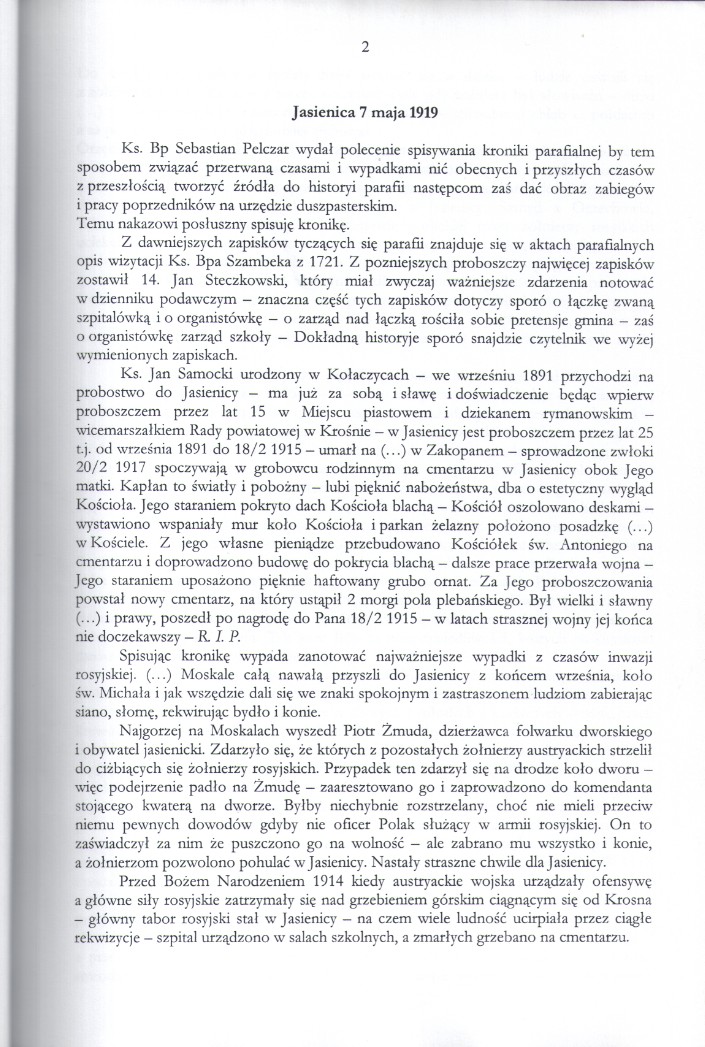 2
Jasienica 7 maja 1919
Ks. Bp Sebastian Pelczar wydał polecenie spisywania kroniki parafialnej by tem
sposobem związać przerwaną czasami i wypadkami nić obecnych i przyszłych czasów
z przeszłością tworzyć źródła do historyi parafii następcom zaś dać obraz zabiegów
i pracy poprzedników na urzędzie duszpasterskim.
Temu nakazowi posłuszny spisuję kronikę.
Z dawniejszych zapisków tyczących się parafii znajduje się w aktach parafialnych
opis wizytacji Ks. Bpa Szambeka z 1721. Z pozniejszych proboszczy najwięcej zapisków
zostawił 14. Jan Steczkowski, który miał zwyczaj ważniejsze zdarzenia notować
w dzienniku podawczym – znaczna część tych zapisków dotyczy sporó o łączkę zwaną
szpitalówką i o organistówkę – o zarząd nad łączką rościła sobie pretensje gmina – zaś
o organistówkę zarząd szkoły – Dokładną historyje sporó snajdzie czytelnik we wyżej
wymienionych zapiskach.
Ks. Jan Samocki urodzony w Kołaczycach – we wrześniu 1891 przychodzi na
probostwo do Jasienicy – ma już za sobą i sławę i doświadczenie będąc wpierw
proboszczem przez lat 15 w Miejscu piastowem i dziekanem rymanowskim –
wicemarszałkiem Rady powiatowej w Krośnie – w Jasienicy jest proboszczem przez lat 25
t.j. od września 1891 do 18/2 1915 – umarł na (…) w Zakopanem – sprowadzone zwłoki
20/2 1917 spoczywają w grobowcu rodzinnym na cmentarzu w Jasienicy obok Jego
matki. Kapłan to światły i pobożny – lubi pięknić nabożeństwa, dba o estetyczny wygląd
Kościoła. Jego staraniem pokryto dach Kościoła blachą – Kościół oszolowano deskami –
wystawiono wspaniały mur koło Kościoła i parkan żelazny położono posadzkę (…)
w Kościele. Z jego własne pieniądze przebudowano Kościółek św. Antoniego na
cmentarzu i doprowadzono budowę do pokrycia blachą – dalsze prace przerwała wojna –
Jego staraniem uposażono pięknie haftowany grubo ornat. Za Jego proboszczowania
powstał nowy cmentarz, na który ustąpił 2 morgi pola plebańskiego. Był wielki i sławny
(…) i prawy, poszedł po nagrodę do Pana 18/2 1915 – w latach strasznej wojny jej końca
nie doczekawszy – R. I. P.
Spisując kronikę wypada zanotować najważniejsze wypadki z czasów inwazji
rosyjskiej. (…) Moskale całą nawałą przyszli do Jasienicy z końcem września, koło
św. Michała i jak wszędzie dali się we znaki spokojnym i zastraszonem ludziom zabierając
siano, słomę, rekwirując bydło i konie.
Najgorzej na Moskalach wyszedł Piotr Żmuda, dzierżawca folwarku dworskiego
i obywatel jasienicki. Zdarzyło się, że których z pozostałych żołnierzy austryackich strzelił
do ciżbiących się żołnierzy rosyjskich. Przypadek ten zdarzył się na drodze koło dworu –
więc podejrzenie padło na Żmudę – zaaresztowano go i zaprowadzono do komendanta
stojącego kwaterą na dworze. Byłby niechybnie rozstrzelany, choć nie mieli przeciw
niemu pewnych dowodów gdyby nie oficer Polak służący w armii rosyjskiej. On to
zaświadczył za nim że puszczono go na wolność – ale zabrano mu wszystko i konie,
a żołnierzom pozwolono pohulać w Jasienicy. Nastały straszne chwile dla Jasienicy.
Przed Bożem Narodzeniem 1914 kiedy austryackie wojska urządzały ofensywę
a główne siły rosyjskie zatrzymały się nad grzebieniem górskim ciągnącym się od Krosna
– główny tabor rosyjski stał w Jasienicy – na czem wiele ludność ucirpiała przez ciągłe
rekwizycje – szpital urządzono w salach szkolnych, a zmarłych grzebano na cmentarzu.